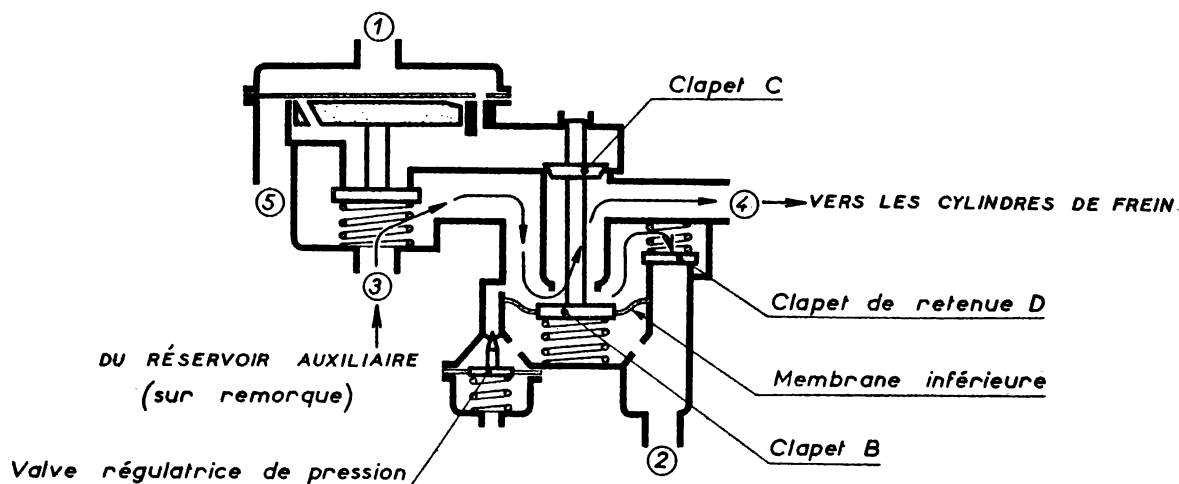 ①
Clapet C
⑤
④
VERS LES CYLINDRES DE FREIN.
③
Clapet de retenue D
DU RÉSERVOIR AUXILIAIRE
(sur remorque)
Membrane inférieure
Clapet B
②
Valve régulatrice de pression